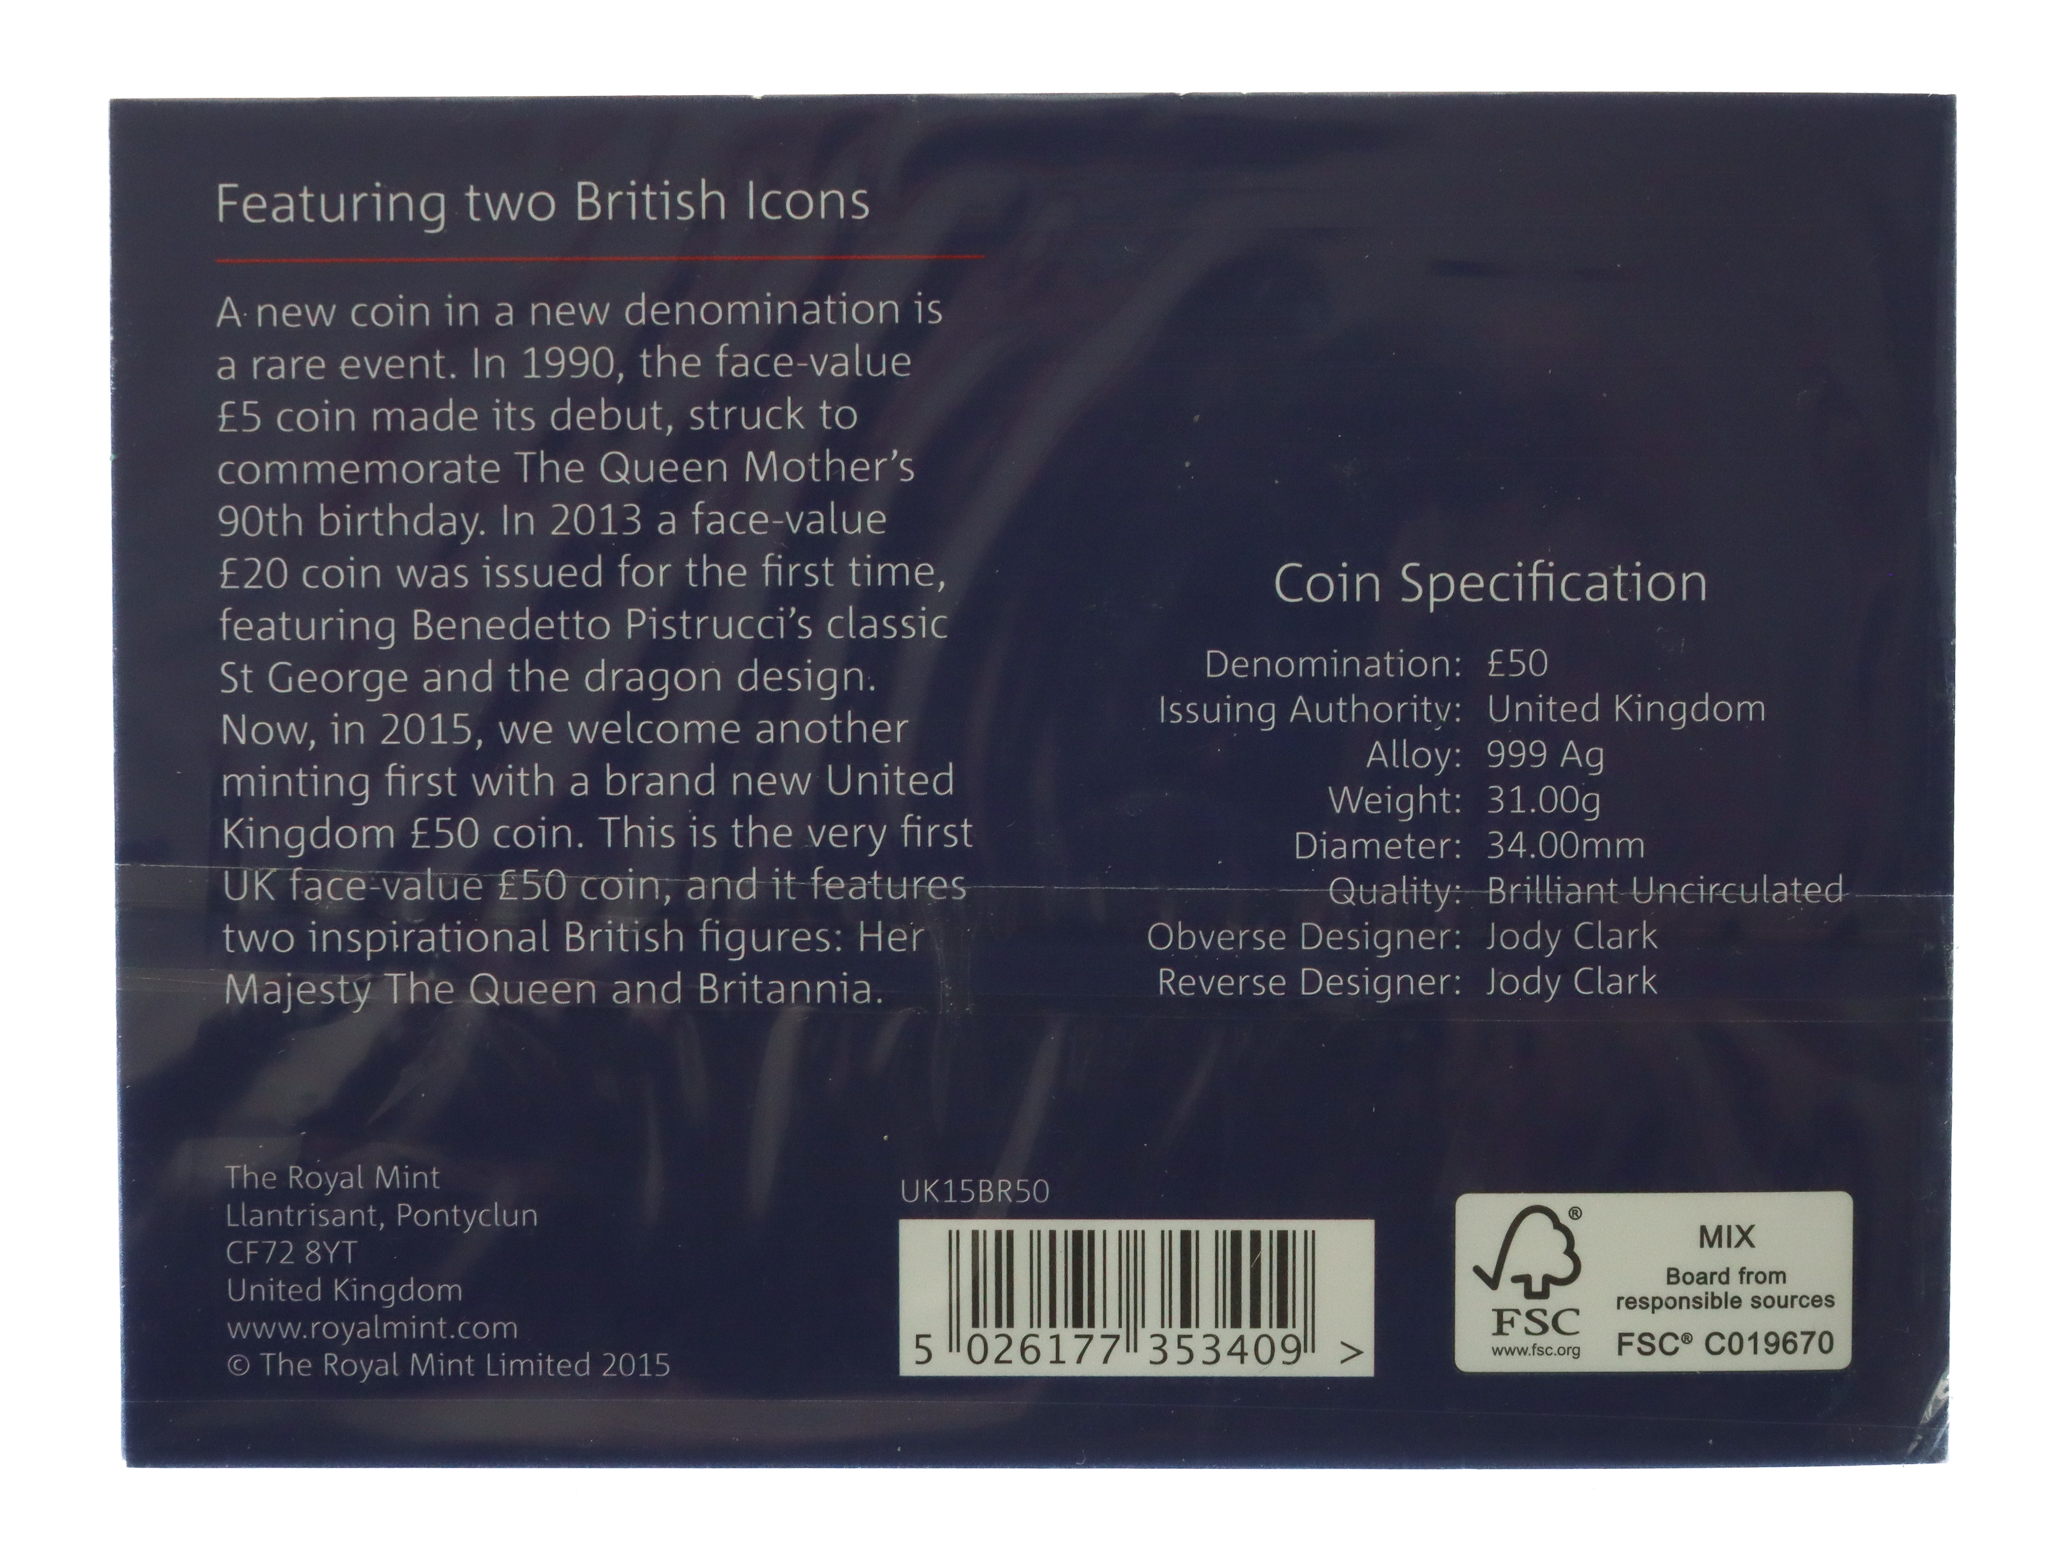 Featuring two British Icons
A new coin in a new denomination is
a rare event. In 1990, the face-value
£5 coin made its debut, struck to
commemorate The Queen Mother's
90th birthday. In 2013 a face-value
£20 coin was issued for the first time,
featuring Benedetto Pistrucci's classic
St George and the dragon design.
Now, in 2015, we welcome another
minting first with a brand new United
Kingdom £50 coin. This is the very first
UK face-value £50 coin, and it features
two inspirational British figures: Her
Majesty The Queen and Britannia.
Coin Specification
Denomination: £50
Issuing Authority: United Kingdom
Alloy: 999 Ag
Weight: 31.00g
Diameter: 34.00mm
Quality: Brilliant Uncirculated
Obverse Designer: Jody Clark
Reverse Designer: Jody Clark
The Royal Mint
Llantrisant, Pontyclun
CF72 8YT
United Kingdom
www.royalmint.com
© The Royal Mint Limited 2015
UK15BR50
5 026177 353409 >
®
FSC
www.fsc.org
MIX
Board from
responsible sources
FSC® C019670